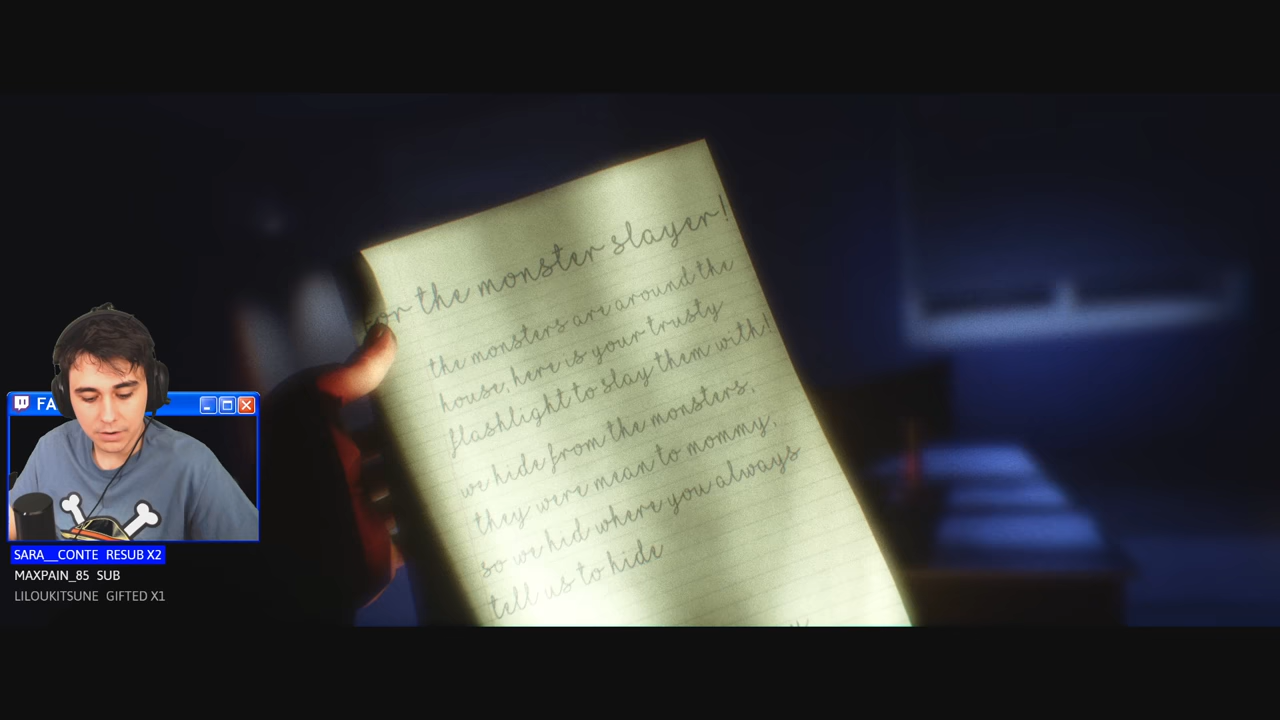 For the monster slayer!
the monsters are around the
house, here is your trusty
flashlight to slay them with!
we hide from the monsters,
they were mean to mommy,
so we hid where you always
tell us to hide
FA
SARA__CONTE RESUB X2
MAXPAIN_85 SUB
LILOUKITSUNE GIFTED X1